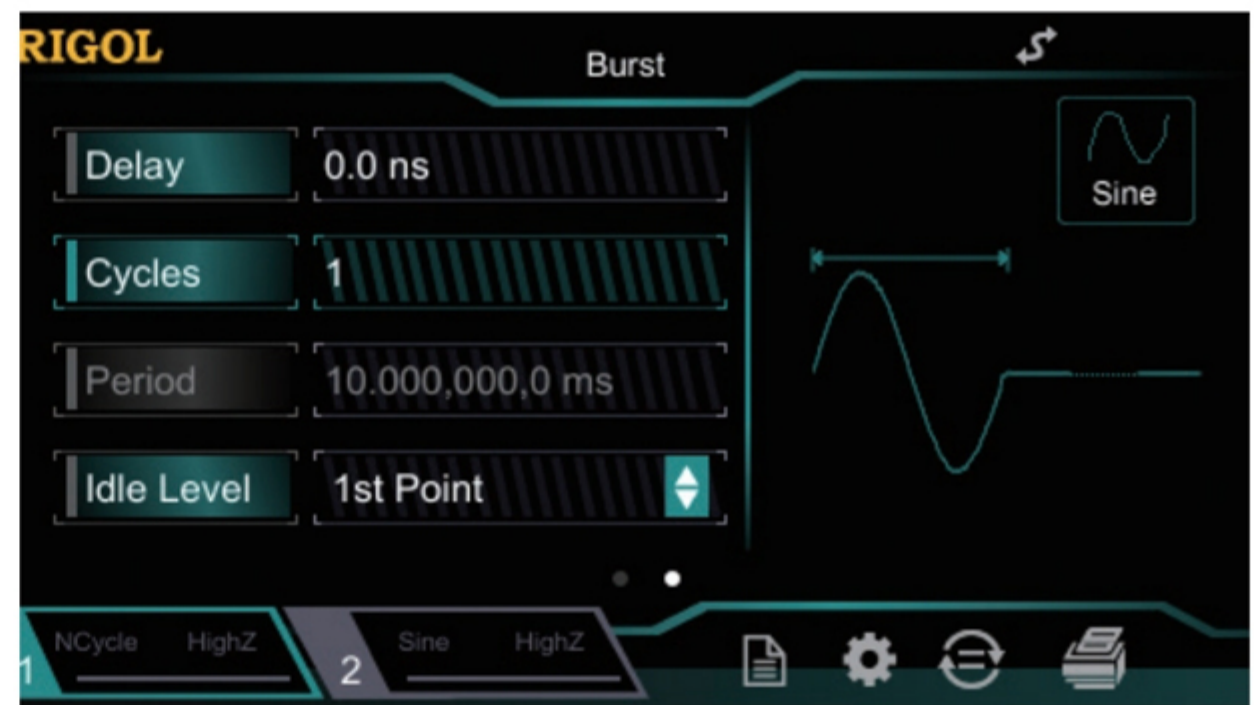 RIGOL
Burst
Delay 0.0 ns
Cycles 1
Period 10.000,000,0 ms
Idle Level 1st Point
Sine
1 NCycle HighZ
2 Sine HighZ